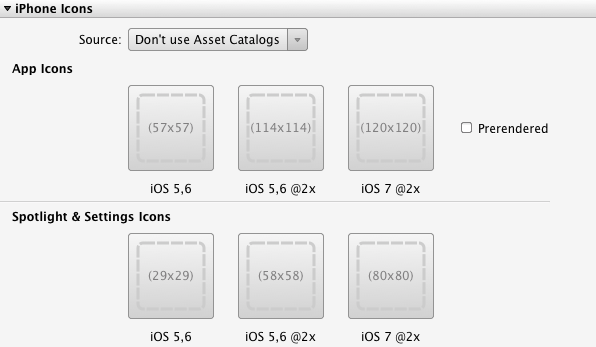 iPhone Icons
Source: Don't use Asset Catalogs
App Icons
(57x57) (114x114) (120x120) Prerendered
iOS 5,6 iOS 5,6 @2x iOS 7 @2x
Spotlight & Settings Icons
(29x29) (58x58) (80x80)
iOS 5,6 iOS 5,6 @2x iOS 7 @2x